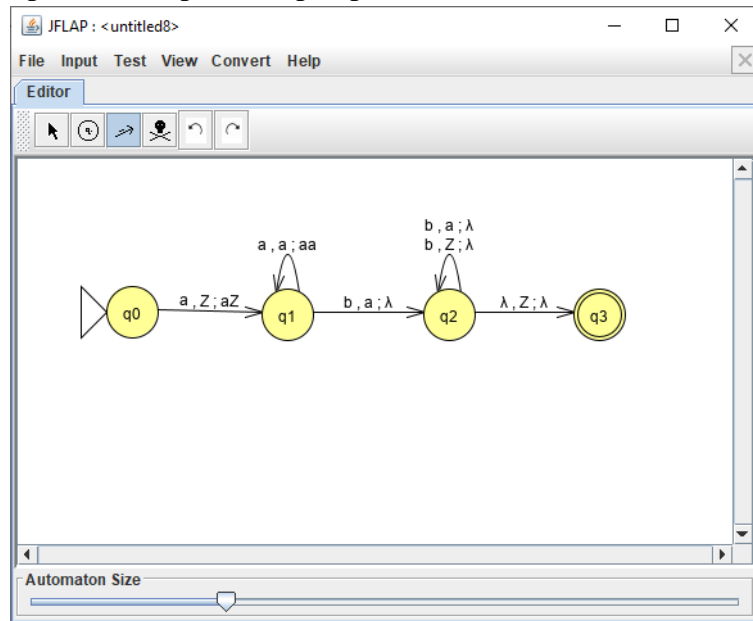 JFLAP : <untitled8>
File Input Test View Convert Help
Editor
a , a ; aa
b , a ; λ
b , Z ; λ
q0
a , Z ; aZ
q1
b , a ; λ
q2
λ , Z ; λ
q3
Automaton Size